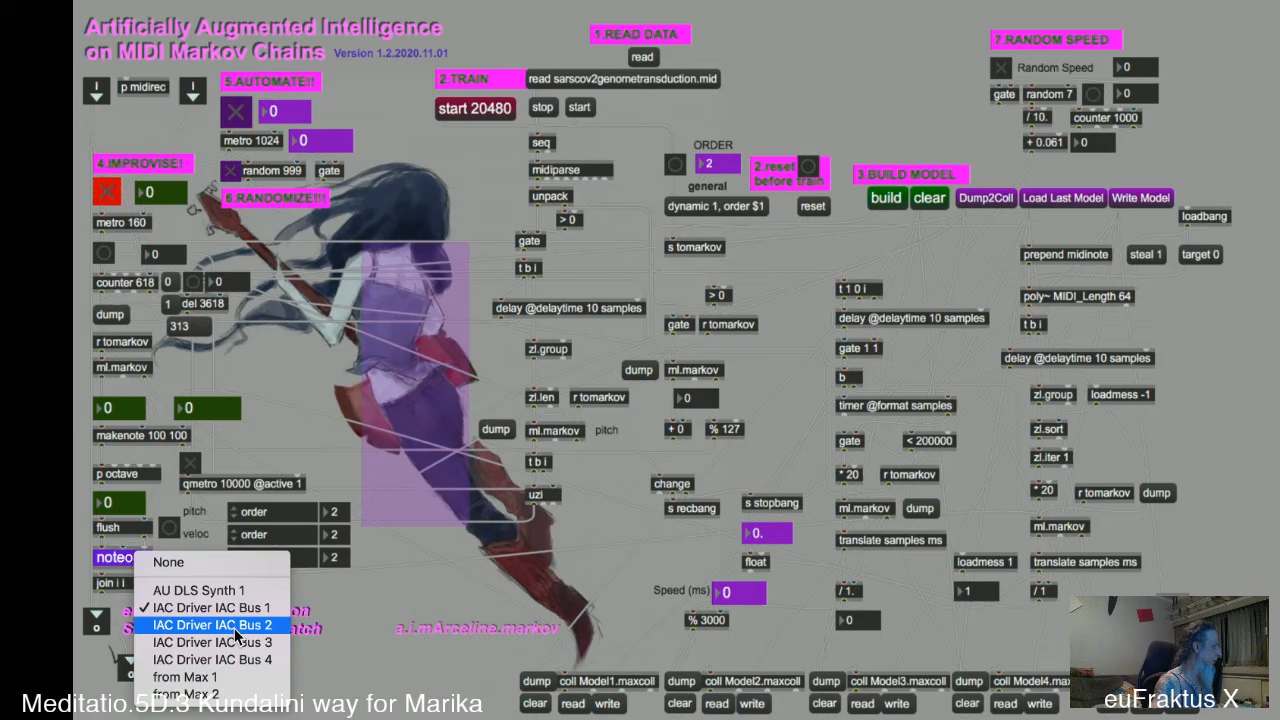 Artificially Augmented Intelligence
on MIDI Markov Chains
Version 1.2.2020.11.01
1.READ DATA
read
read sarscov2genometransduction.mid
7.RANDOM SPEED
Random Speed
0
gate
random 7
0
/ 10.
counter 1000
+ 0.061
0
p midirec
5.AUTOMATE!!
0
metro 1024
0
random 999
gate
6.RANDOMIZE!!!
2.TRAIN
start 20480
stop
start
seq
midiparse
unpack
> 0
gate
t b i
delay @delaytime 10 samples
zl.group
dump
zl.len
r tomarkov
dump
ml.markov
pitch
t b i
uzi
ORDER
2
general
dynamic 1, order $1
2.reset
before train
reset
s tomarkov
> 0
gate
r tomarkov
ml.markov
0
+ 0
% 127
change
s recbang
s stopbang
0.
float
Speed (ms)
0
% 3000
3.BUILD MODEL
build
clear
Dump2Coll
Load Last Model
Write Model
loadbang
prepend midinote
steal 1
target 0
poly~ MIDI_Length 64
t b i
delay @delaytime 10 samples
zl.group
loadmess -1
zl.sort
zl.iter 1
* 20
r tomarkov
dump
ml.markov
translate samples ms
/ 1
t 1 0 i
delay @delaytime 10 samples
gate 1 1
b
timer @format samples
gate
< 200000
* 20
r tomarkov
ml.markov
dump
translate samples ms
loadmess 1
/ 1.
1
0
4.IMPROVISE!
0
metro 160
0
counter 618
0
0
1
del 3618
dump
313
r tomarkov
ml.markov
0
0
makenote 100 100
p octave
qmetro 10000 @active 1
0
pitch
order
2
flush
veloc
order
2
noteo
2
join i i
None
AU DLS Synth 1
✓ IAC Driver IAC Bus 1
IAC Driver IAC Bus 2
IAC Driver IAC Bus 3
IAC Driver IAC Bus 4
from Max 1
from Max 2
a.i.mArceline.markov
dump
coll Model1.maxcoll
dump
coll Model2.maxcoll
dump
coll Model3.maxcoll
dump
coll Model4.maxc
clear
read
write
clear
read
write
clear
read
write
clear
read
write
Meditatio.5D.3 Kundalini way for Marika
euFraktus X